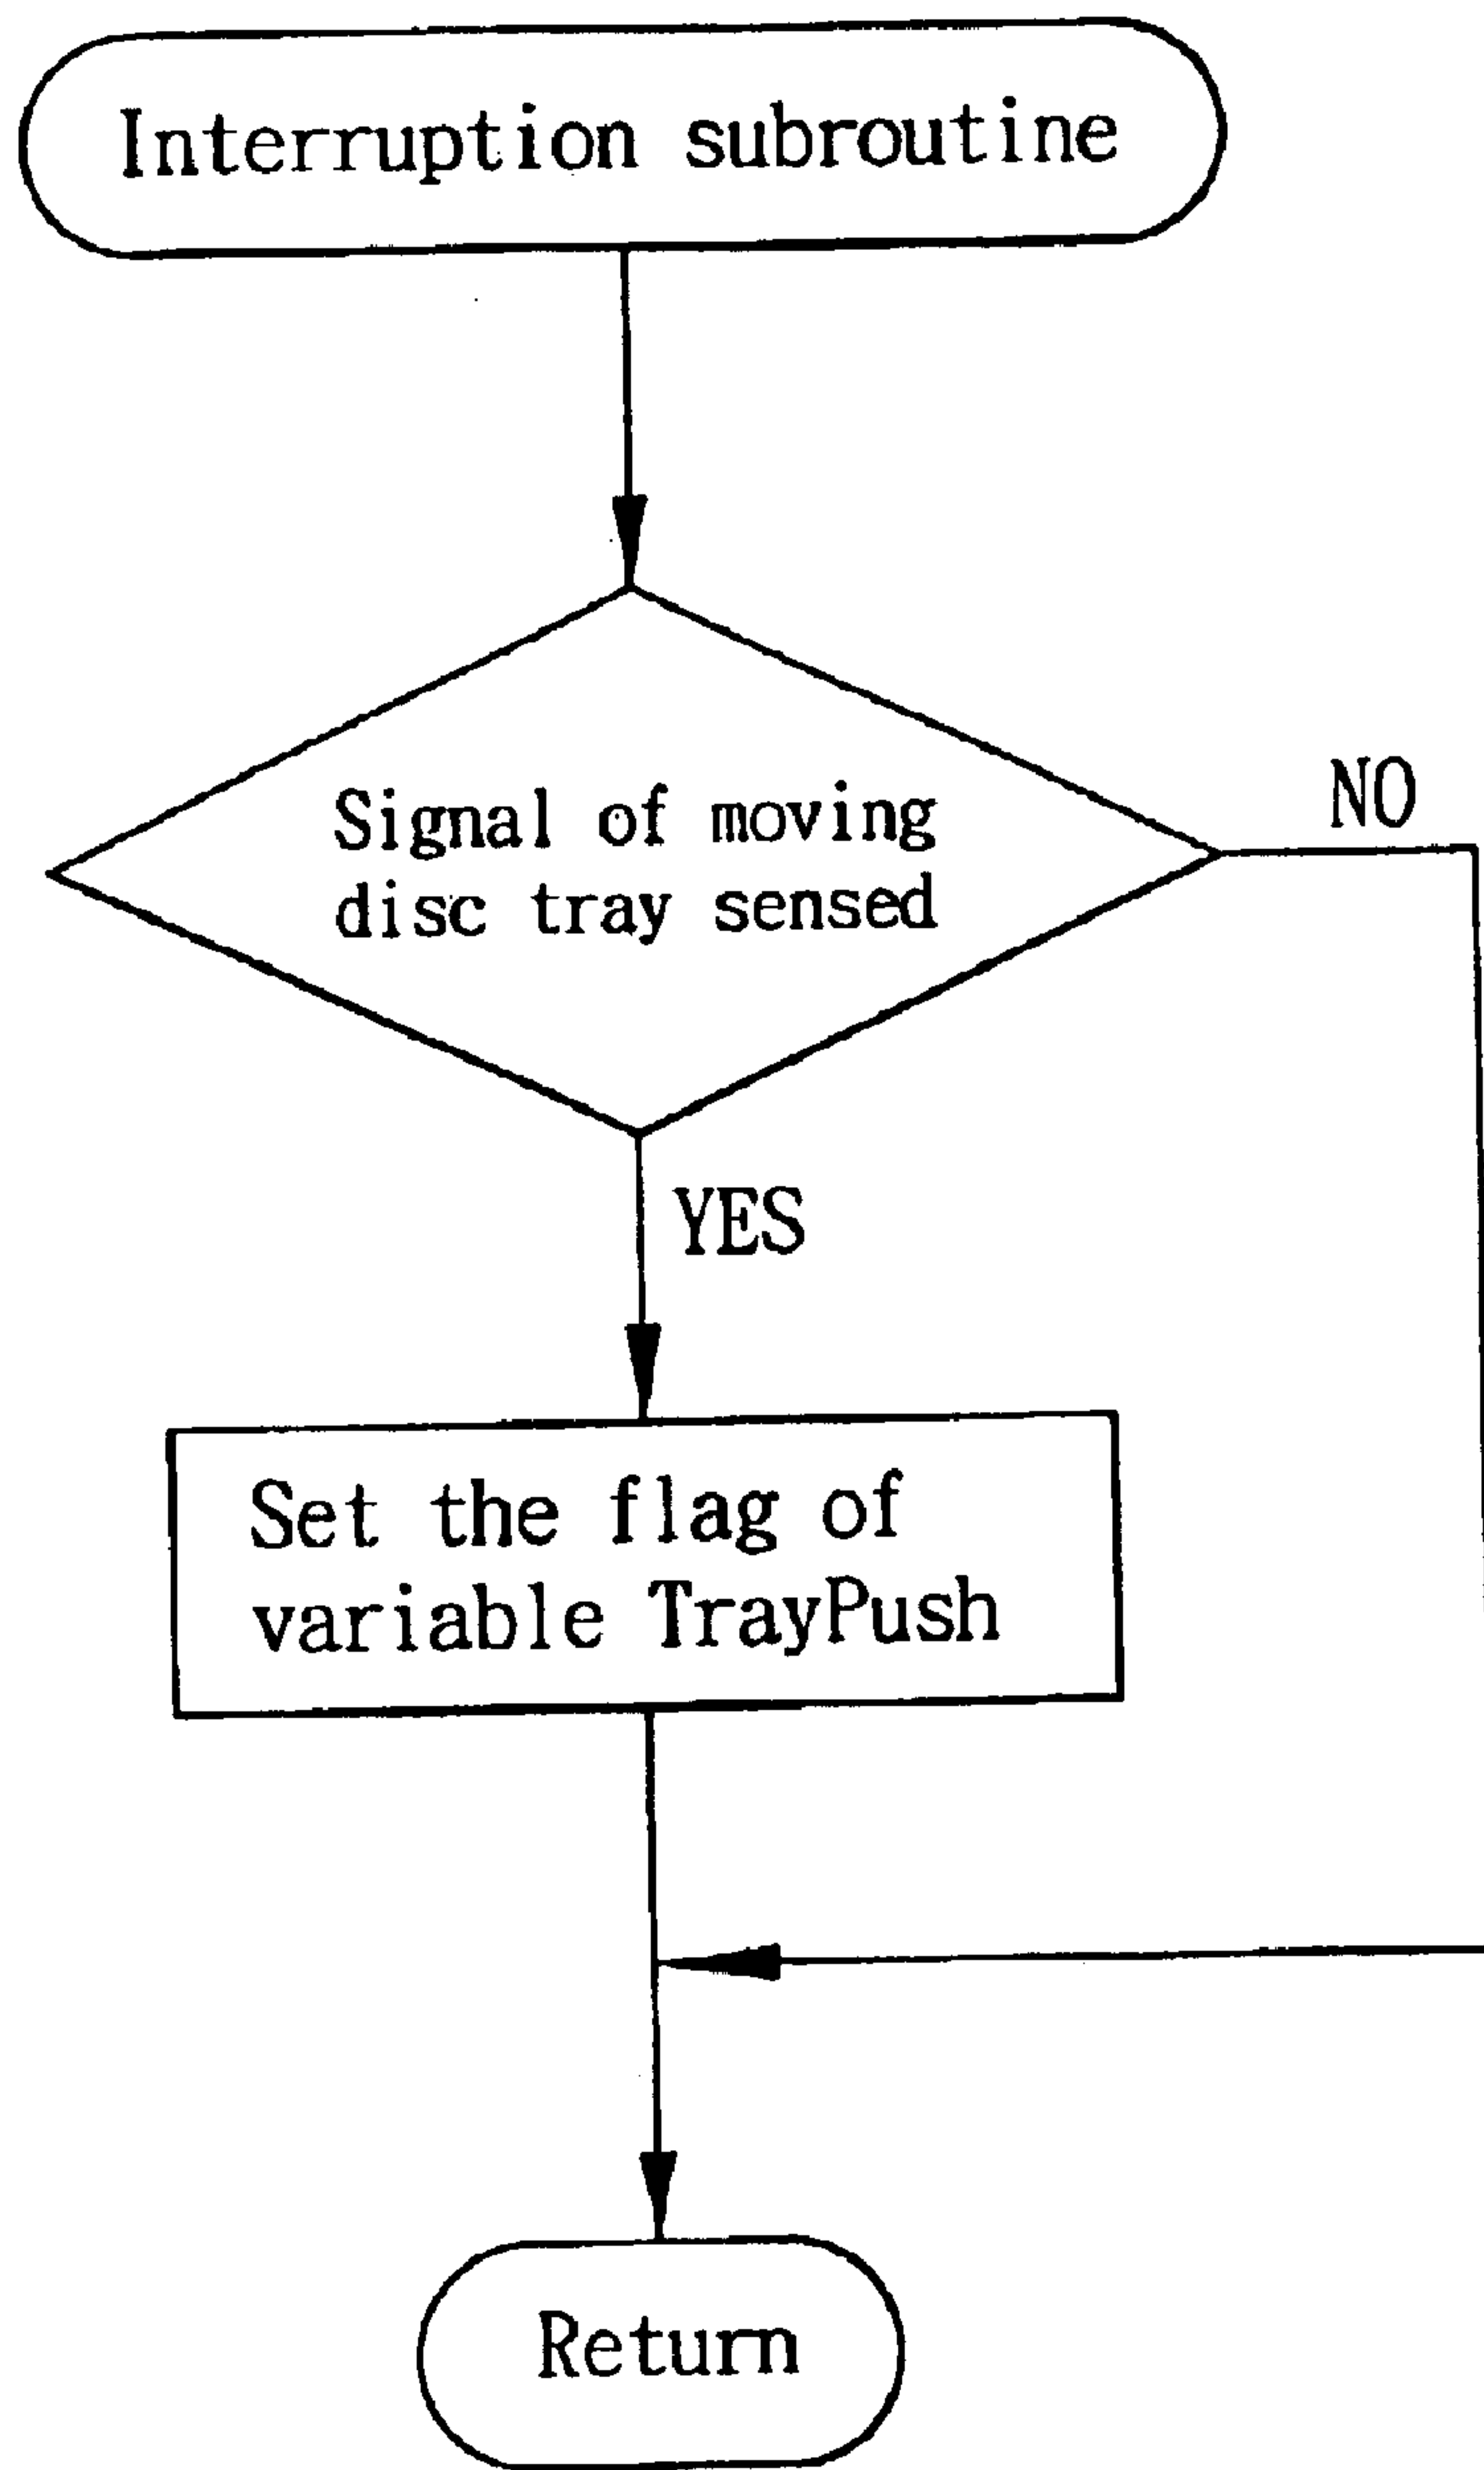 Interruption subroutine
Signal of moving
disc tray sensed
NO
YES
Set the flag of
variable TrayPush
Return